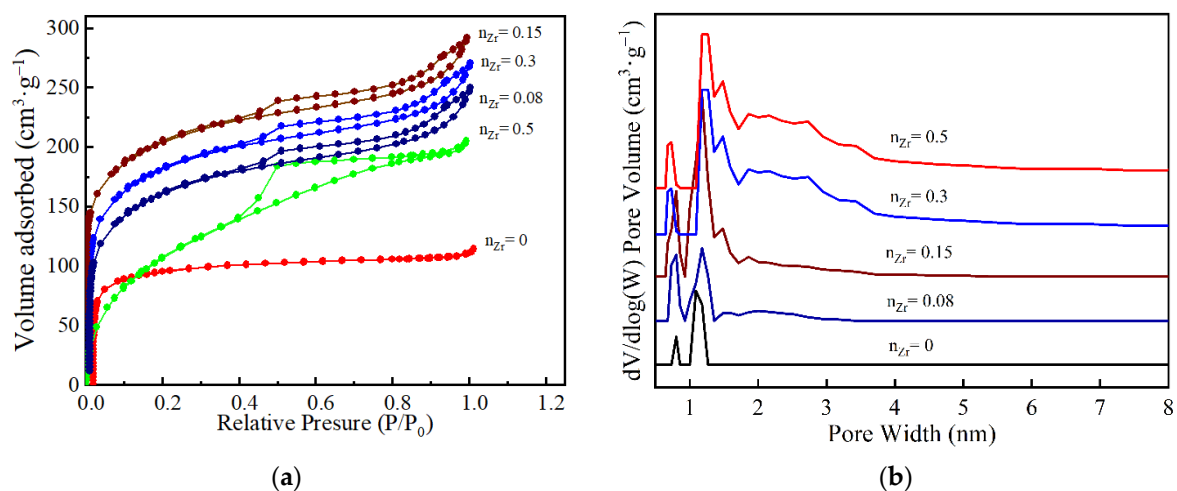 Volume adsorbed (cm³·g⁻¹)
300
250
200
150
100
50
0
n_Zr= 0.15
n_Zr= 0.3
n_Zr= 0.08
n_Zr= 0.5
n_Zr= 0
0.0 0.2 0.4 0.6 0.8 1.0 1.2
Relative Presure (P/P₀)
(a)
dV/dlog(W) Pore Volume (cm³·g⁻¹)
n_Zr= 0.5
n_Zr= 0.3
n_Zr= 0.15
n_Zr= 0.08
n_Zr= 0
1 2 3 4 5 6 7 8
Pore Width (nm)
(b)